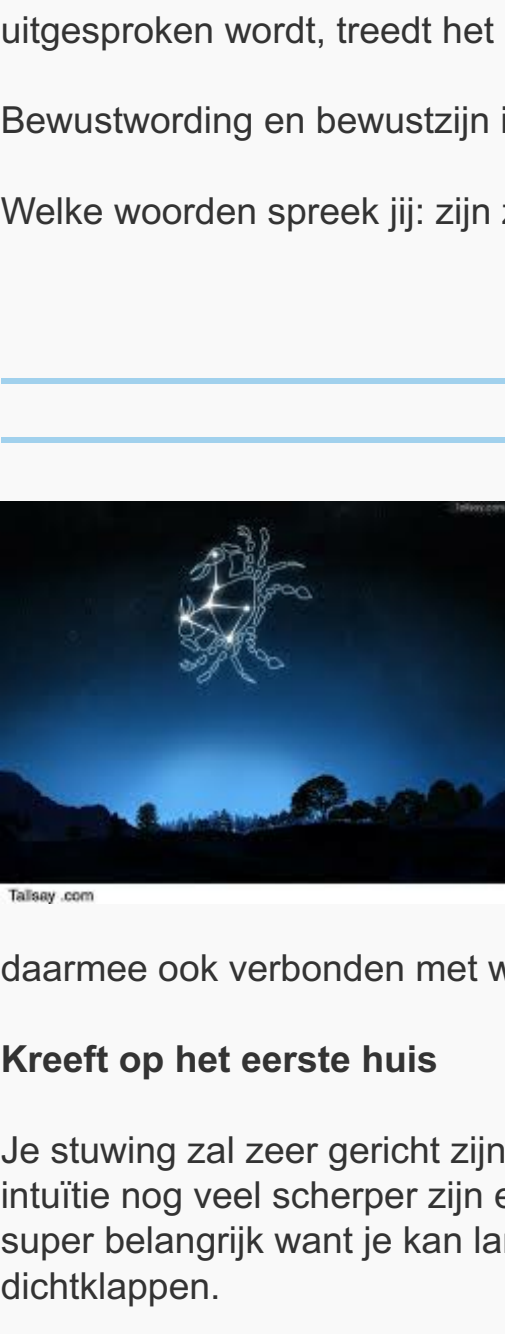 uitgesproken wordt, treedt het
Bewustwording en bewustzijn i
Welke woorden spreek jij: zijn
Tallsay.com
Tallsay .com
daarmee ook verbonden met w
Kreeft op het eerste huis
Je stuwing zal zeer gericht zijn
intuïtie nog veel scherper zijn e
super belangrijk want je kan la
dichtklappen.